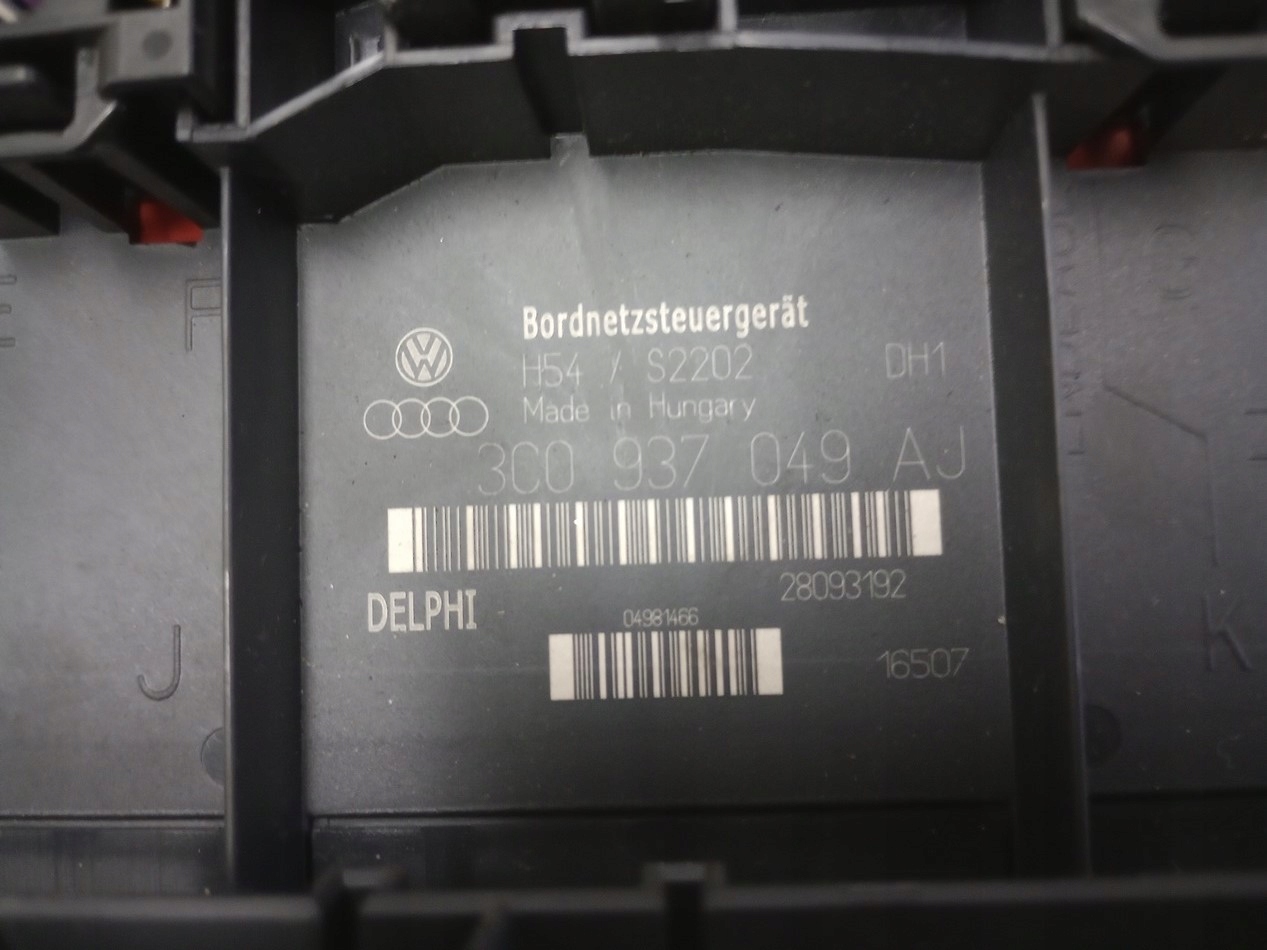 Bordnetzsteuergerät
H54 / S2202 DH1
Made in Hungary
3C0 937 049 AJ
28093192
DELPHI
04981466
16507
F
G
J
K